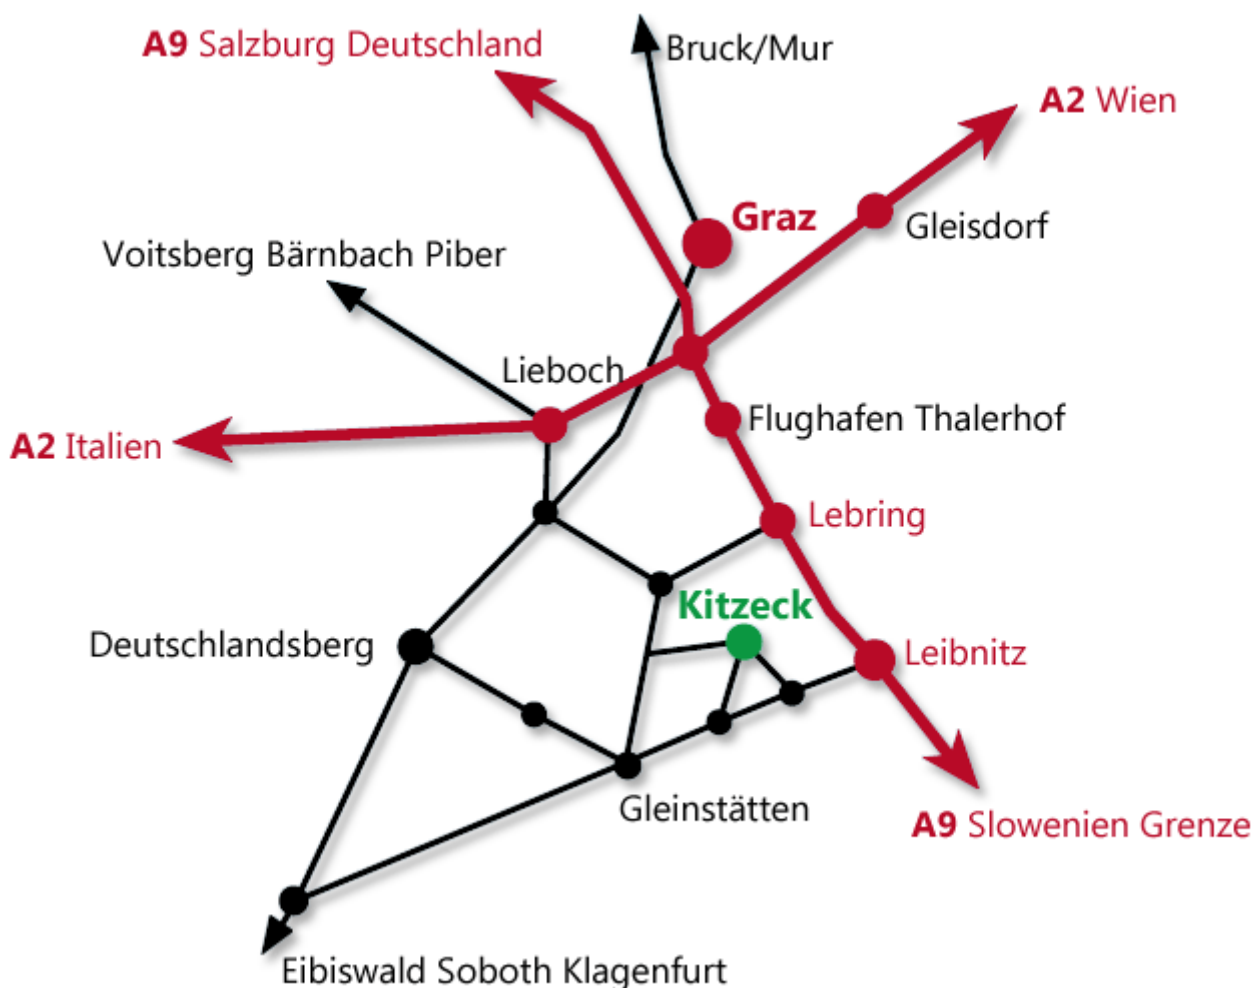 A9 Salzburg Deutschland
Bruck/Mur
A2 Wien
Graz
Gleisdorf
Voitsberg Bärnbach Piber
Lieboch
Flughafen Thalerhof
A2 Italien
Lebring
Kitzeck
Deutschlandsberg
Leibnitz
Gleinstätten
A9 Slowenien Grenze
Eibiswald Soboth Klagenfurt